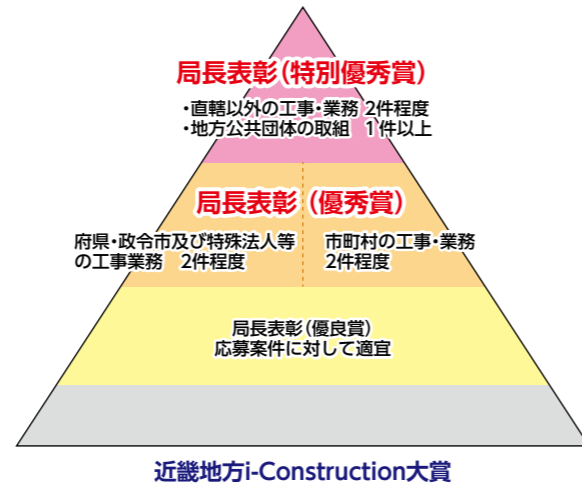 局長表彰(特別優秀賞)
・直轄以外の工事・業務 2件程度
・地方公共団体の取組 1件以上
局長表彰(優秀賞)
府県・政令市及び特殊法人等
の工事業務 2件程度
市町村の工事・業務
2件程度
局長表彰(優良賞)
応募案件に対して適宜
近畿地方i-Construction大賞